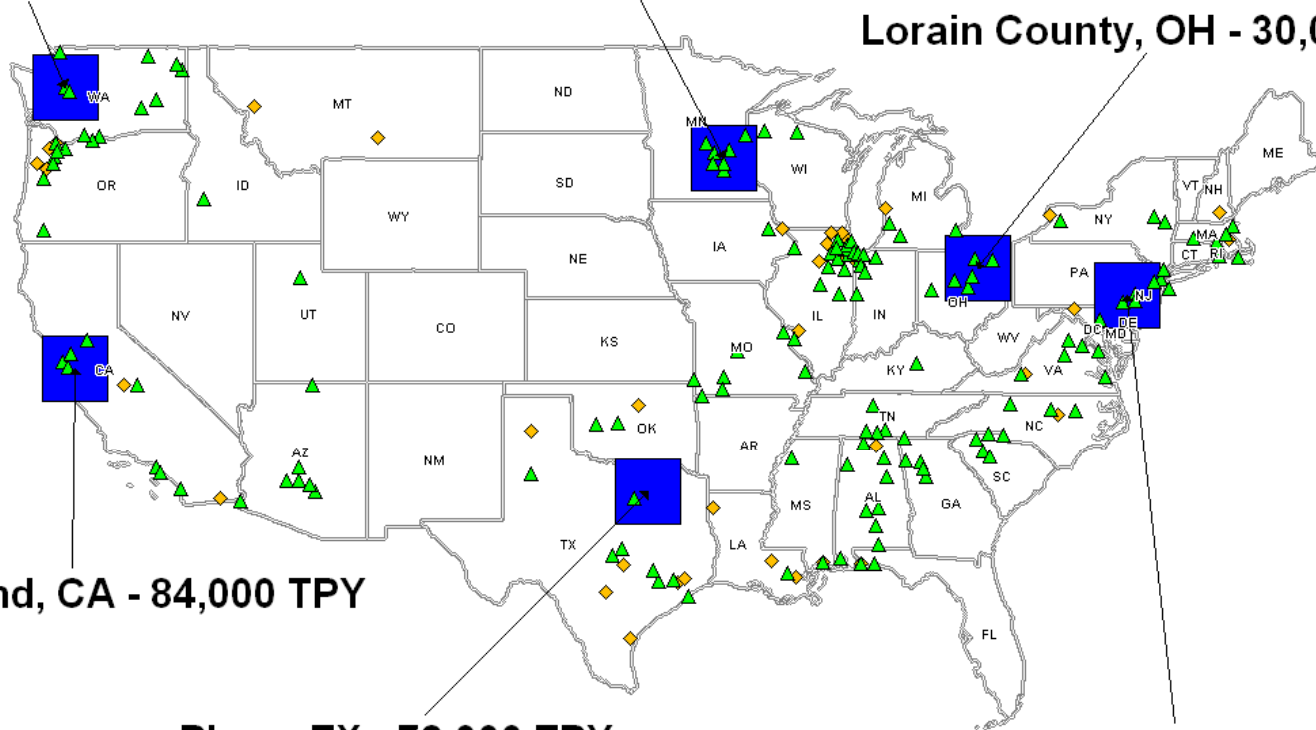 Lorain County, OH - 30,0
WA
MT
ND
MN
ME
OR
ID
WY
SD
WI
MI
VT
NH
NY
MA
CT
RI
IA
NE
PA
NJ
NV
UT
CO
IL
IN
OH
DE
DC
MD
WV
VA
KS
MO
KY
CA
AZ
NM
OK
AR
TN
NC
SC
MS
AL
GA
TX
LA
FL
nd, CA - 84,000 TPY